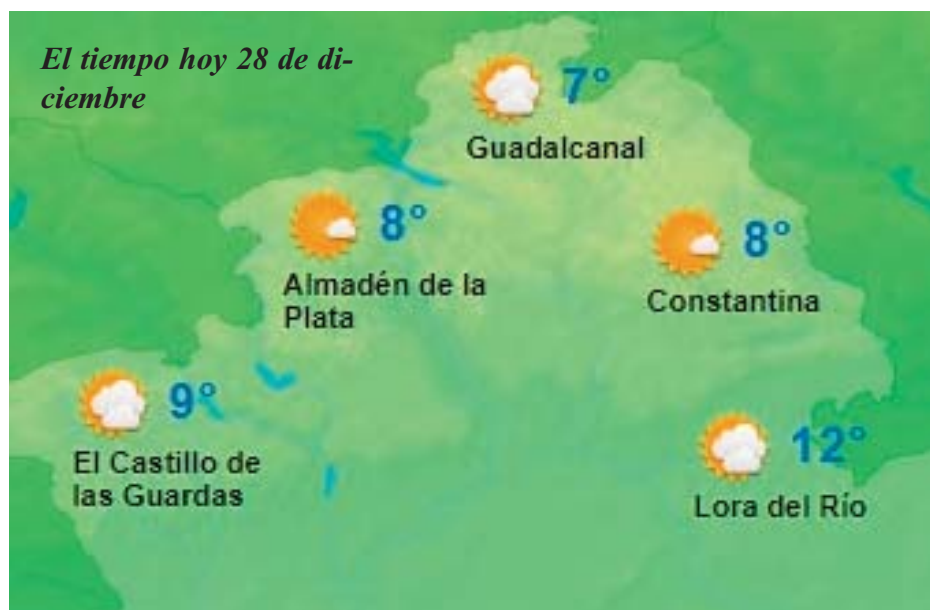 El tiempo hoy 28 de di-
ciembre
7°
Guadalcanal
8°
Almadén de la
Plata
8°
Constantina
9°
El Castillo de
las Guardas
12°
Lora del Río